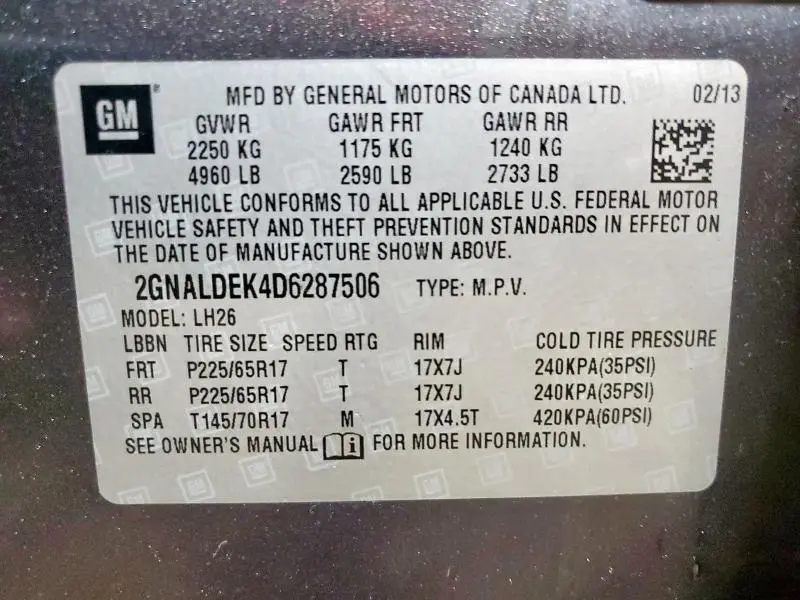 GM® MFD BY GENERAL MOTORS OF CANADA LTD. 02/13
GVWR GAWR FRT GAWR RR
2250 KG 1175 KG 1240 KG
4960 LB 2590 LB 2733 LB
THIS VEHICLE CONFORMS TO ALL APPLICABLE U.S. FEDERAL MOTOR
VEHICLE SAFETY AND THEFT PREVENTION STANDARDS IN EFFECT ON
THE DATE OF MANUFACTURE SHOWN ABOVE.
2GNALDEK4D6287506 TYPE: M.P.V.
MODEL: LH26
LBBN TIRE SIZE SPEED RTG RIM COLD TIRE PRESSURE
FRT P225/65R17 T 17X7J 240KPA(35PSI)
RR P225/65R17 T 17X7J 240KPA(35PSI)
SPA T145/70R17 M 17X4.5T 420KPA(60PSI)
SEE OWNER'S MANUAL i FOR MORE INFORMATION.